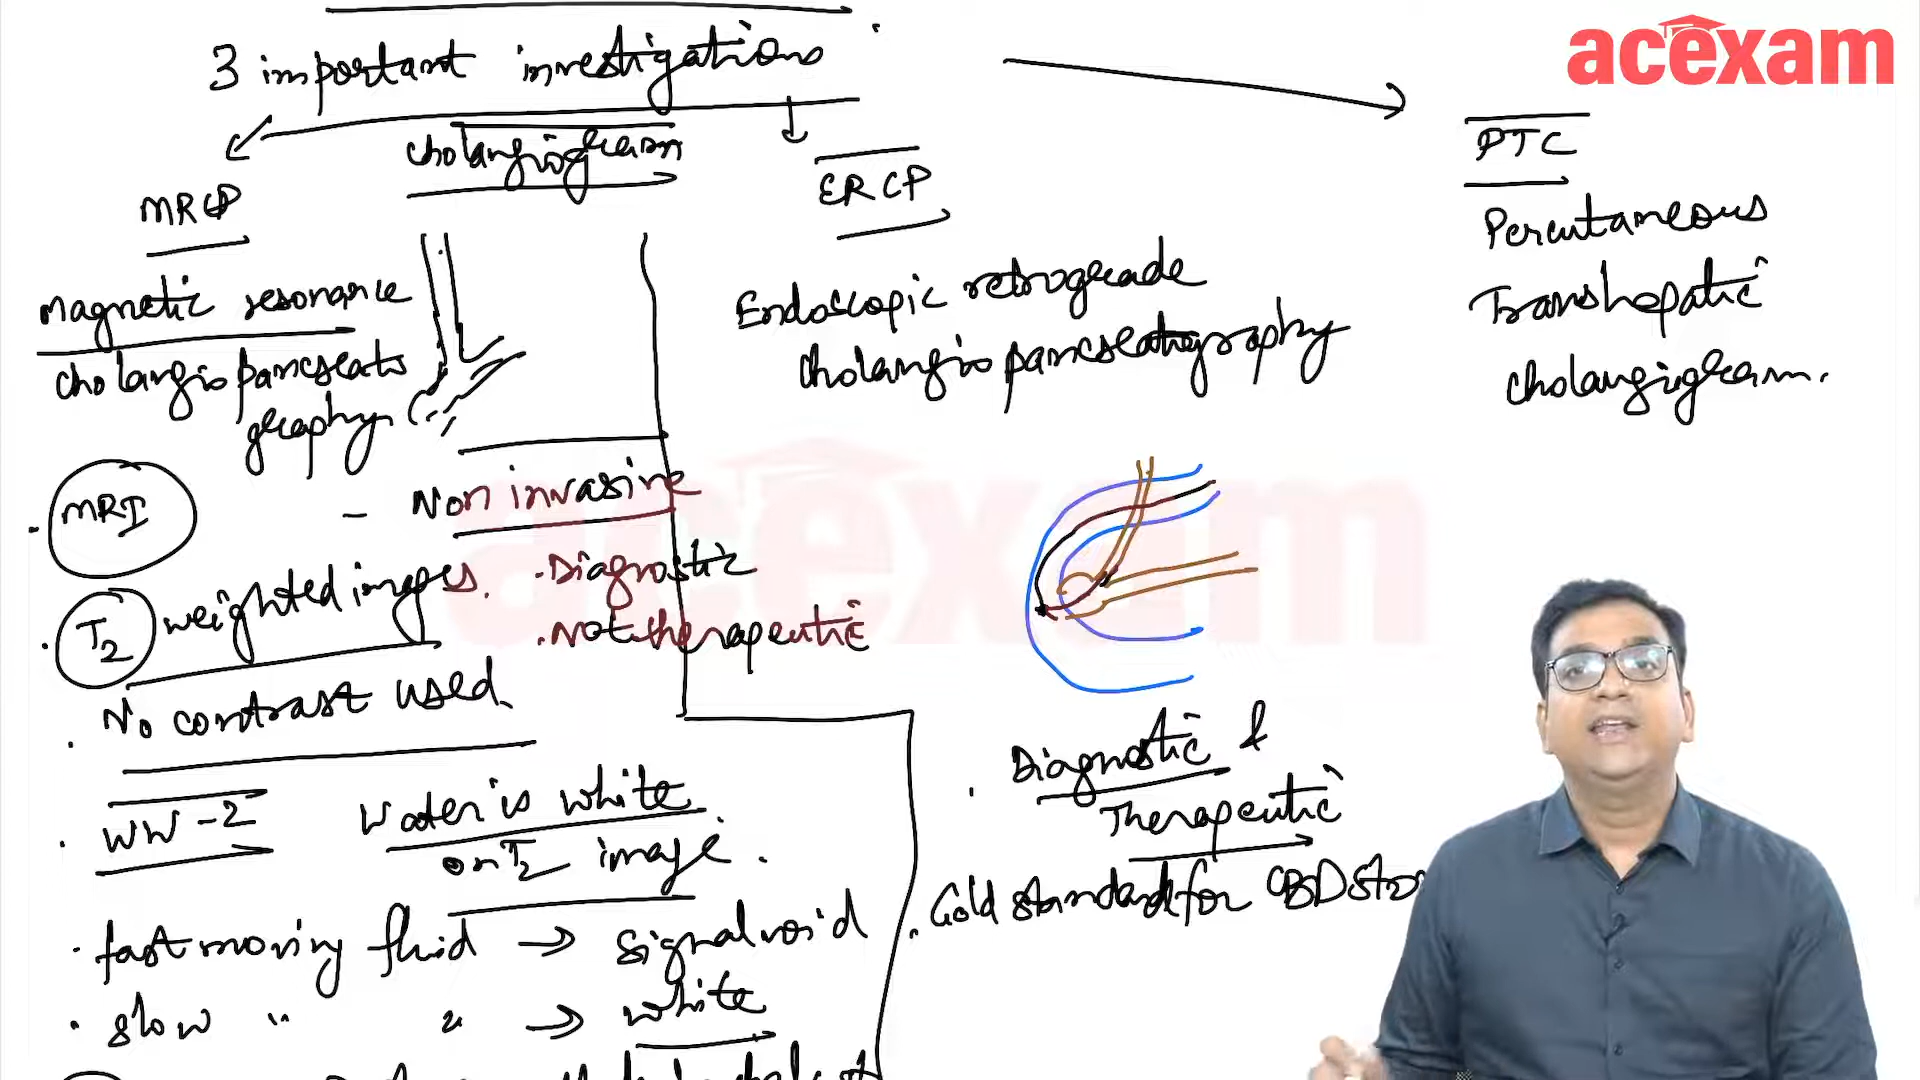 acexam
3 important investigations
cholangiogram
MRCP
magnetic resonance
cholangiopancreato
graphy
MRI
- Non invasive
T2 weighted images.
. Diagnostic
. Not therapeutic
. No contrast used.
. WW-2
Water is white
on T2 image.
. fast moving fluid → signal void
. slow " " → white
ERCP
Endoscopic retrograde
cholangiopancreatography
. Diagnostic &
Therapeutic
. Gold standard for CBD
PTC
Percutaneous
Transhepatic
cholangiogram.
acexam